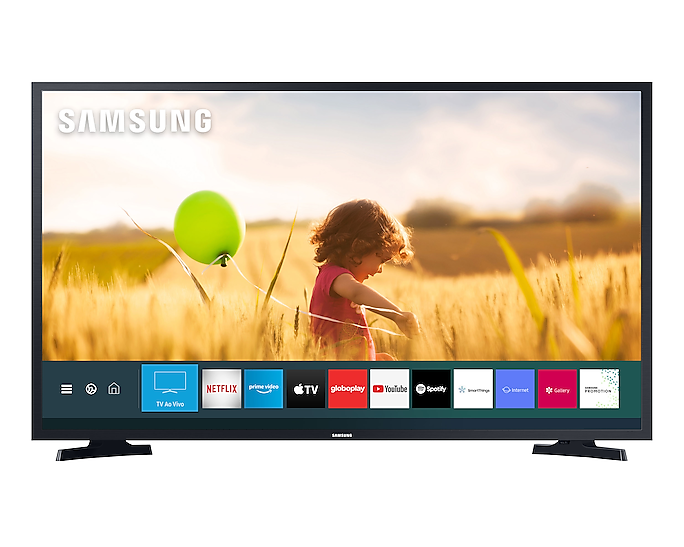 SAMSUNG
TV Ao Vivo
NETFLIX
prime video
TV
globoplay
YouTube
Spotify
SmartThings
Internet
Gallery
SAMSUNG
PROMOTION
SAMSUNG